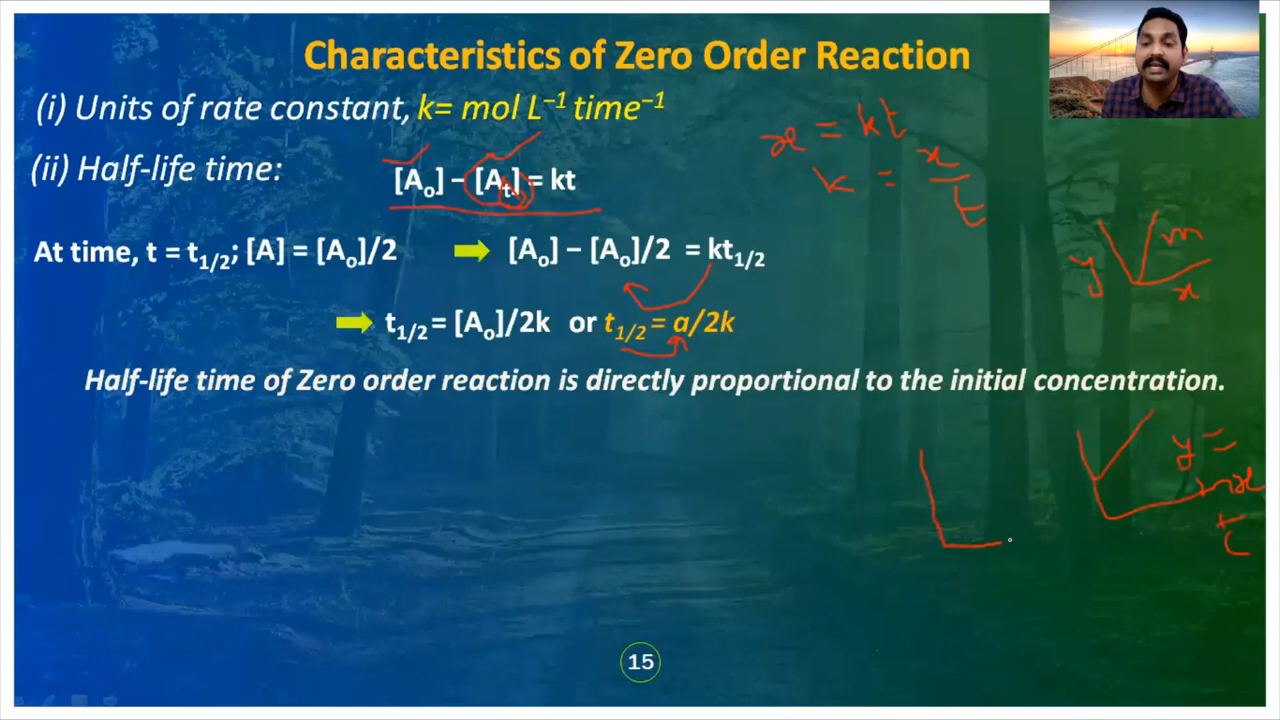 Characteristics of Zero Order Reaction
(i) Units of rate constant, k= mol L⁻¹ time⁻¹
x = kt
(ii) Half-life time:
[A₀] – [Aₜ] = kt
k = x/t
y m x
At time, t = t₁/₂; [A] = [A₀]/2 [A₀] – [A₀]/2 = kt₁/₂
t₁/₂ = [A₀]/2k or t₁/₂ = a/2k
Half-life time of Zero order reaction is directly proportional to the initial concentration.
y =
mx
+
C
15